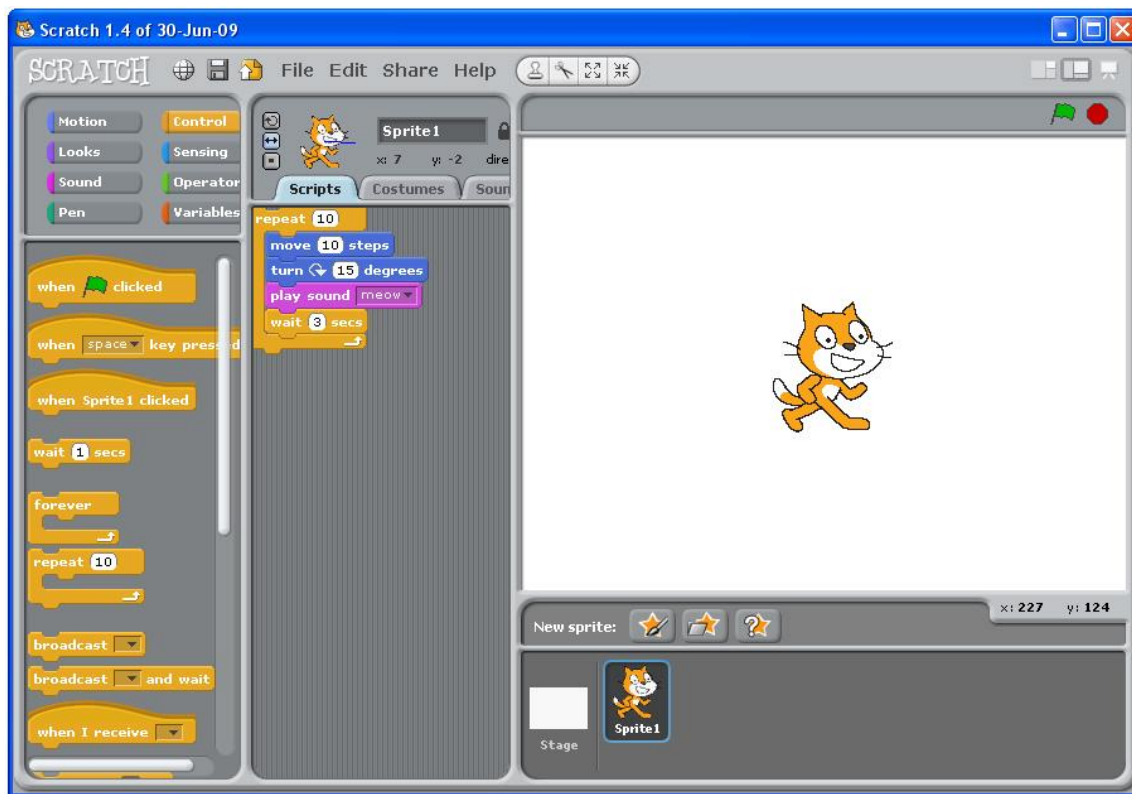 Scratch 1.4 of 30-Jun-09
SCRATCH File Edit Share Help
Motion Control
Looks Sensing
Sound Operator
Pen Variables
when clicked
when space key pressed
when Sprite1 clicked
wait 1 secs
forever
repeat 10
broadcast
broadcast and wait
when I receive
Sprite1
x: 7 y: -2 dire
Scripts Costumes Soun
repeat 10
move 10 steps
turn 15 degrees
play sound meow
wait 3 secs
x: 227 y: 124
New sprite:
Stage
Sprite1